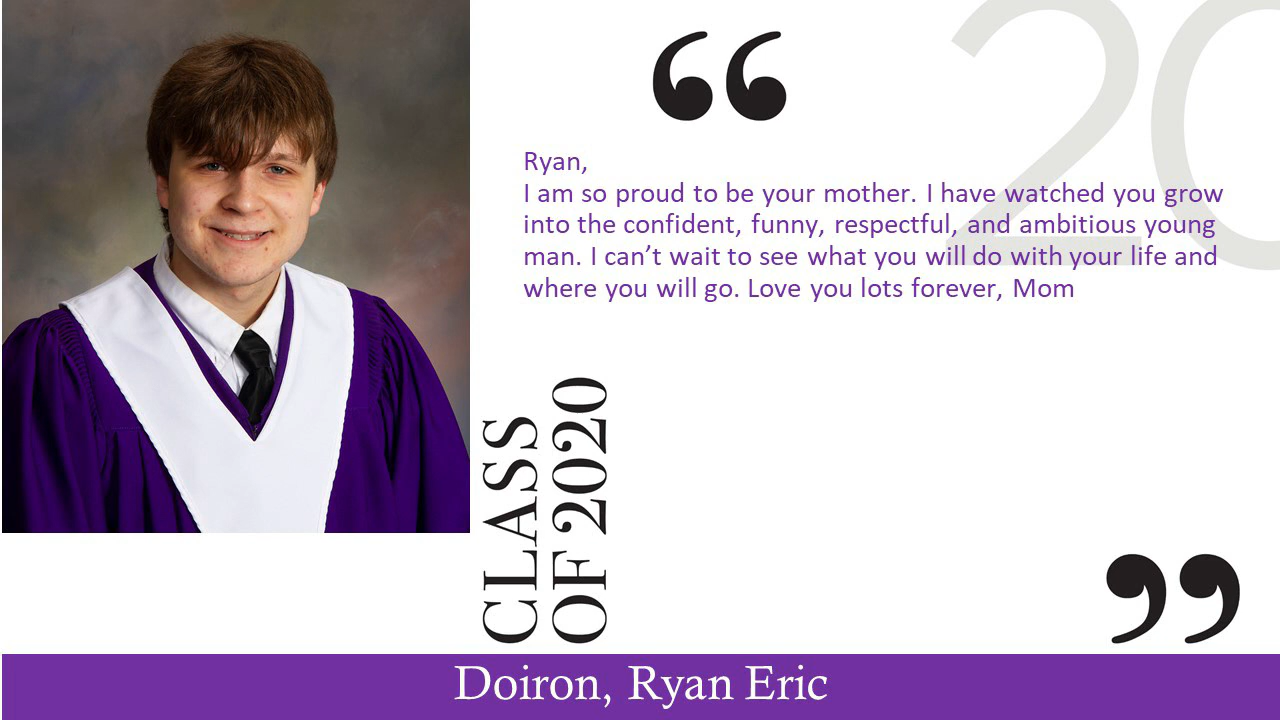 20
“
Ryan,
I am so proud to be your mother. I have watched you grow
into the confident, funny, respectful, and ambitious young
man. I can’t wait to see what you will do with your life and
where you will go. Love you lots forever, Mom
CLASS
OF 2020
”
Doiron, Ryan Eric